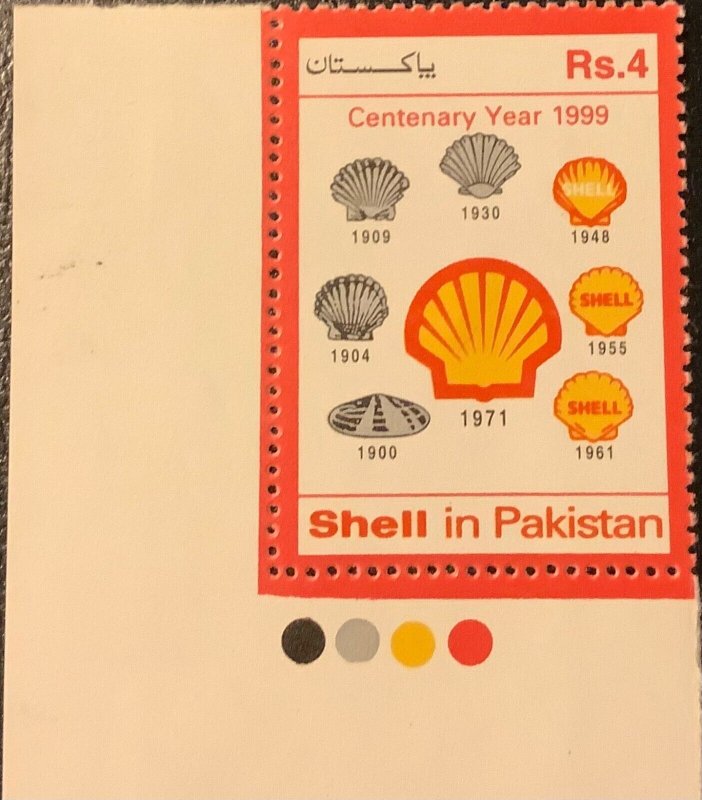 پاکستان Rs.4
Centenary Year 1999
1909 1930 SHELL 1948
1904 1971 SHELL 1955
1900 SHELL 1961
Shell in Pakistan